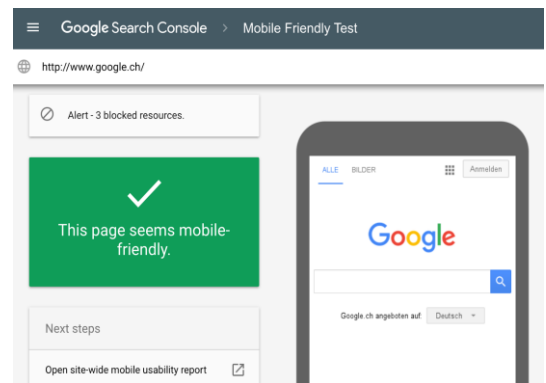 Google Search Console > Mobile Friendly Test
http://www.google.ch/
Alert - 3 blocked resources.
This page seems mobile-
friendly.
Next steps
Open site-wide mobile usability report
ALLE BILDER Anmelden
Google
Google.ch angeboten auf: Deutsch